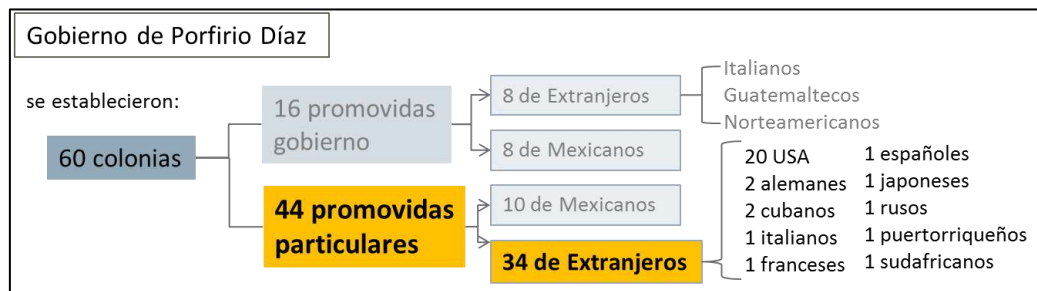 Gobierno de Porfirio Díaz
se establecieron:
60 colonias
16 promovidas
gobierno
44 promovidas
particulares
8 de Extranjeros
8 de Mexicanos
10 de Mexicanos
34 de Extranjeros
Italianos
Guatemaltecos
Norteamericanos
20 USA
2 alemanes
2 cubanos
1 italianos
1 franceses
1 españoles
1 japoneses
1 rusos
1 puertorriqueños
1 sudafricanos